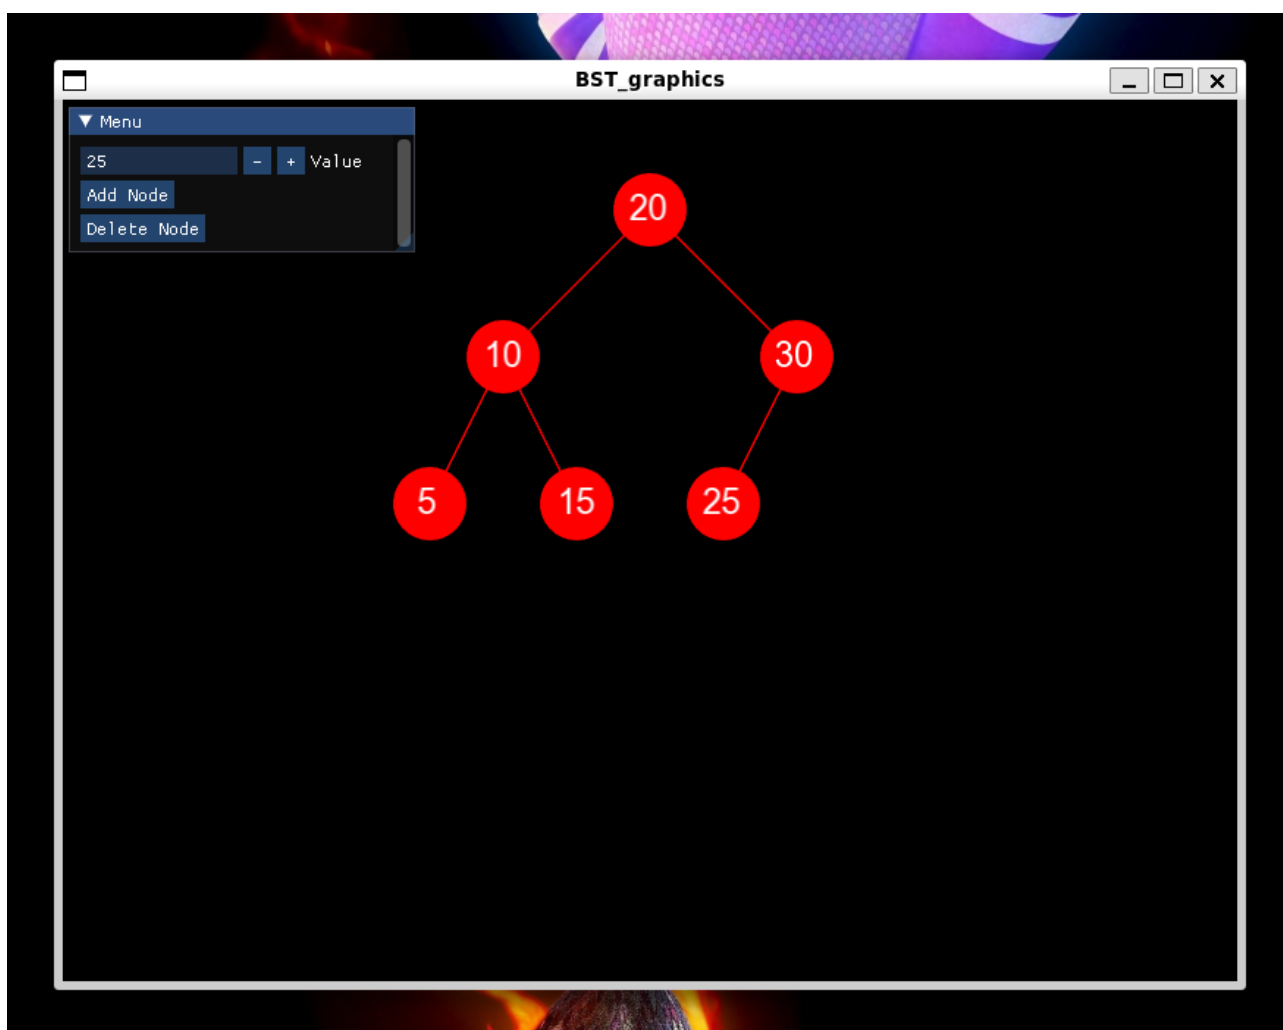 BST_graphics
Menu
25 - + Value
Add Node
Delete Node
20
10 30
5 15 25